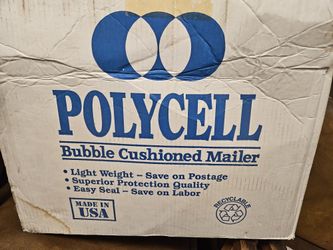 POLYCELL
Bubble Cushioned Mailer
• Light Weight – Save on Postage
• Superior Protection Quality
• Easy Seal – Save on Labor
MADE IN
USA
RECYCLABLE